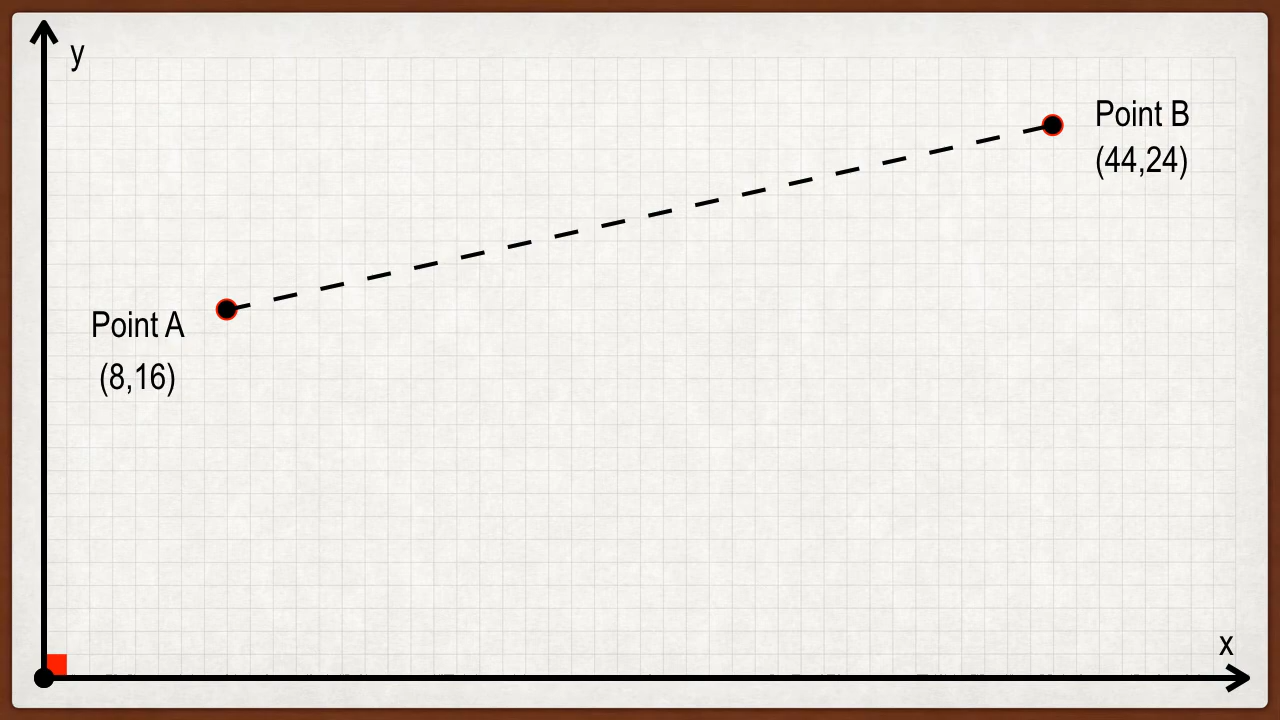 y
Point B
(44,24)
Point A
(8,16)
x